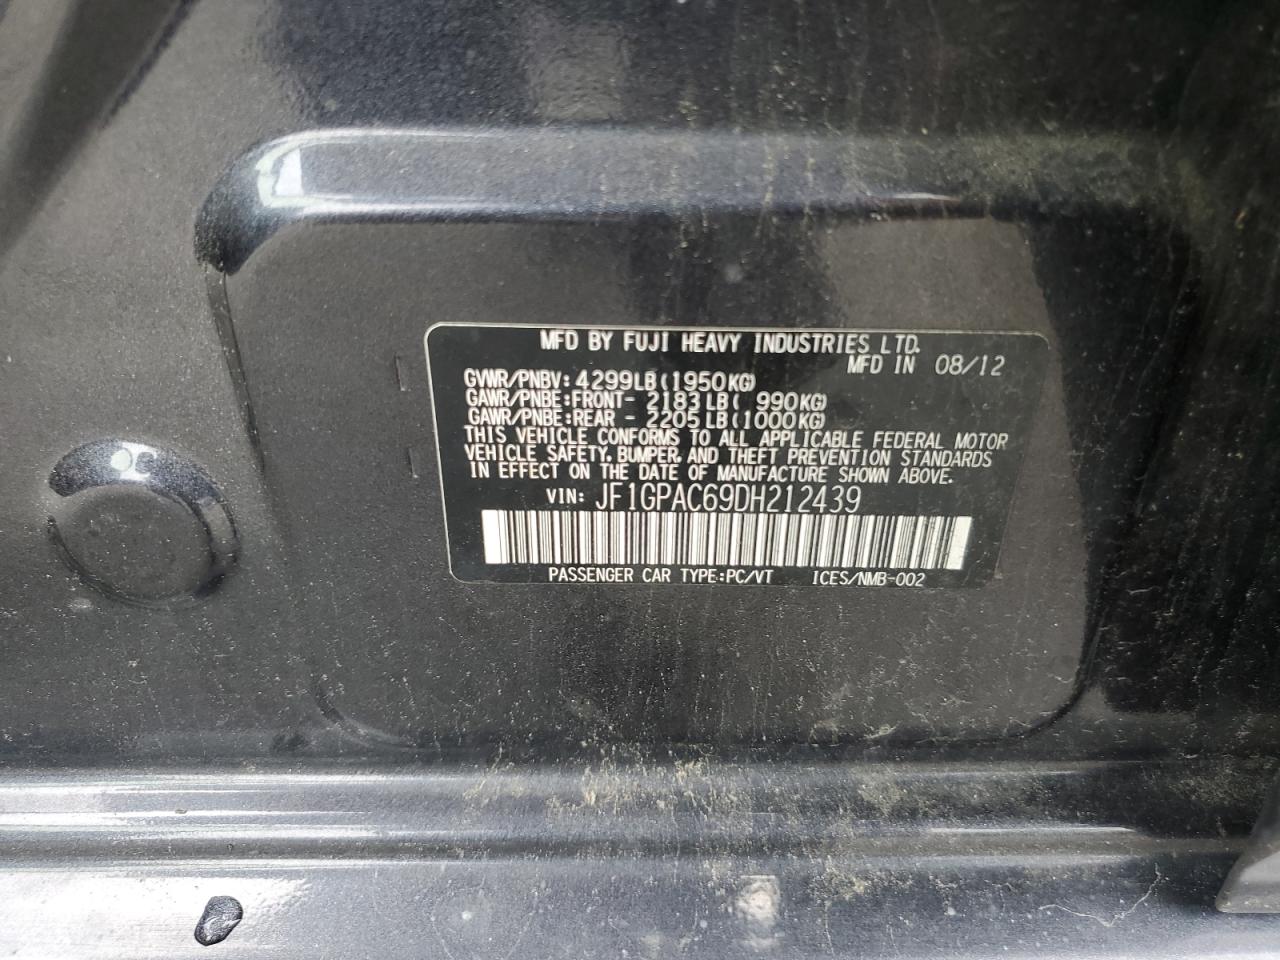 MFD BY FUJI HEAVY INDUSTRIES LTD.
MFD IN 08/12
GVWR/PNBV: 4299LB(1950KG)
GAWR/PNBE:FRONT- 2183LB( 990KG)
GAWR/PNBE:REAR - 2205LB(1000KG)
THIS VEHICLE CONFORMS TO ALL APPLICABLE FEDERAL MOTOR
VEHICLE SAFETY, BUMPER, AND THEFT PREVENTION STANDARDS
IN EFFECT ON THE DATE OF MANUFACTURE SHOWN ABOVE.
VIN: JF1GPAC69DH212439
PASSENGER CAR TYPE:PC/VT ICES/NMB-002